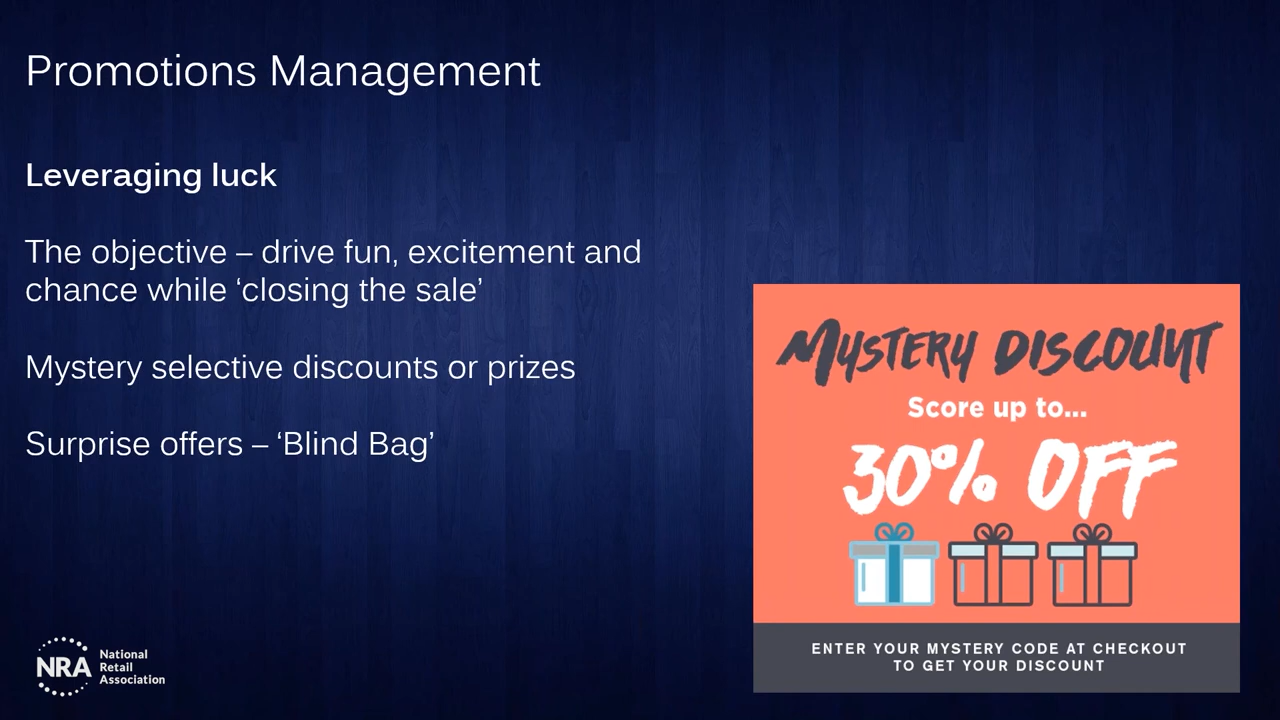 Promotions Management
Leveraging luck
The objective – drive fun, excitement and
chance while ‘closing the sale’
Mystery selective discounts or prizes
Surprise offers – ‘Blind Bag’
MYSTERY DISCOUNT
Score up to...
30% OFF
ENTER YOUR MYSTERY CODE AT CHECKOUT
TO GET YOUR DISCOUNT
NRA
National
Retail
Association